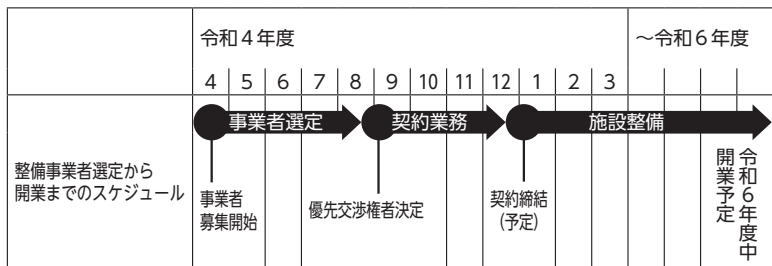 令和４年度
～令和６年度
4 5 6 7 8 9 10 11 12 1 2 3
整備事業者選定から
開業までのスケジュール
事業者選定
契約業務
施設整備
事業者
募集開始
優先交渉権者決定
契約締結
(予定)
令和６年度中
開業予定